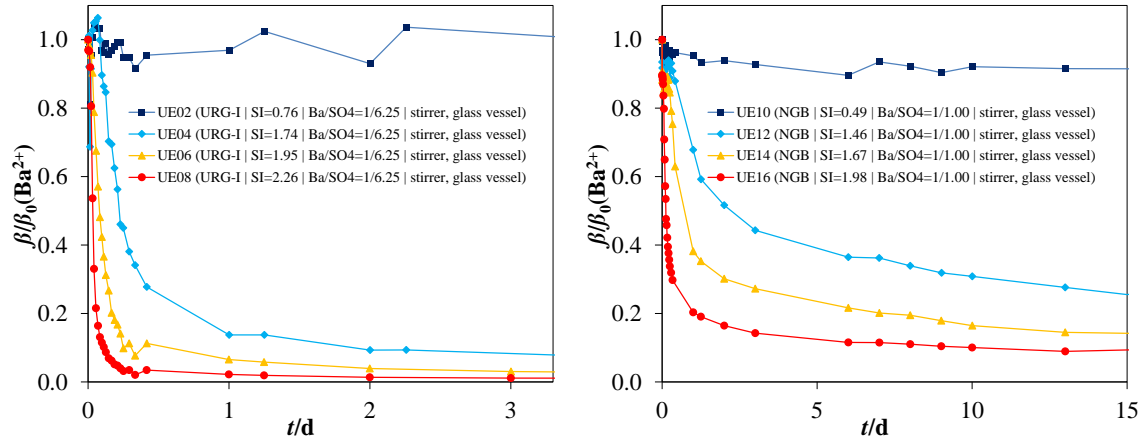 β/β₀(Ba²⁺)
1.0
0.8
0.6
0.4
0.2
0.0
UE02 (URG-I | SI=0.76 | Ba/SO4=1/6.25 | stirrer, glass vessel)
UE04 (URG-I | SI=1.74 | Ba/SO4=1/6.25 | stirrer, glass vessel)
UE06 (URG-I | SI=1.95 | Ba/SO4=1/6.25 | stirrer, glass vessel)
UE08 (URG-I | SI=2.26 | Ba/SO4=1/6.25 | stirrer, glass vessel)
0 1 2 3
t/d
β/β₀(Ba²⁺)
1.0
0.8
0.6
0.4
0.2
0.0
UE10 (NGB | SI=0.49 | Ba/SO4=1/1.00 | stirrer, glass vessel)
UE12 (NGB | SI=1.46 | Ba/SO4=1/1.00 | stirrer, glass vessel)
UE14 (NGB | SI=1.67 | Ba/SO4=1/1.00 | stirrer, glass vessel)
UE16 (NGB | SI=1.98 | Ba/SO4=1/1.00 | stirrer, glass vessel)
0 5 10 15
t/d